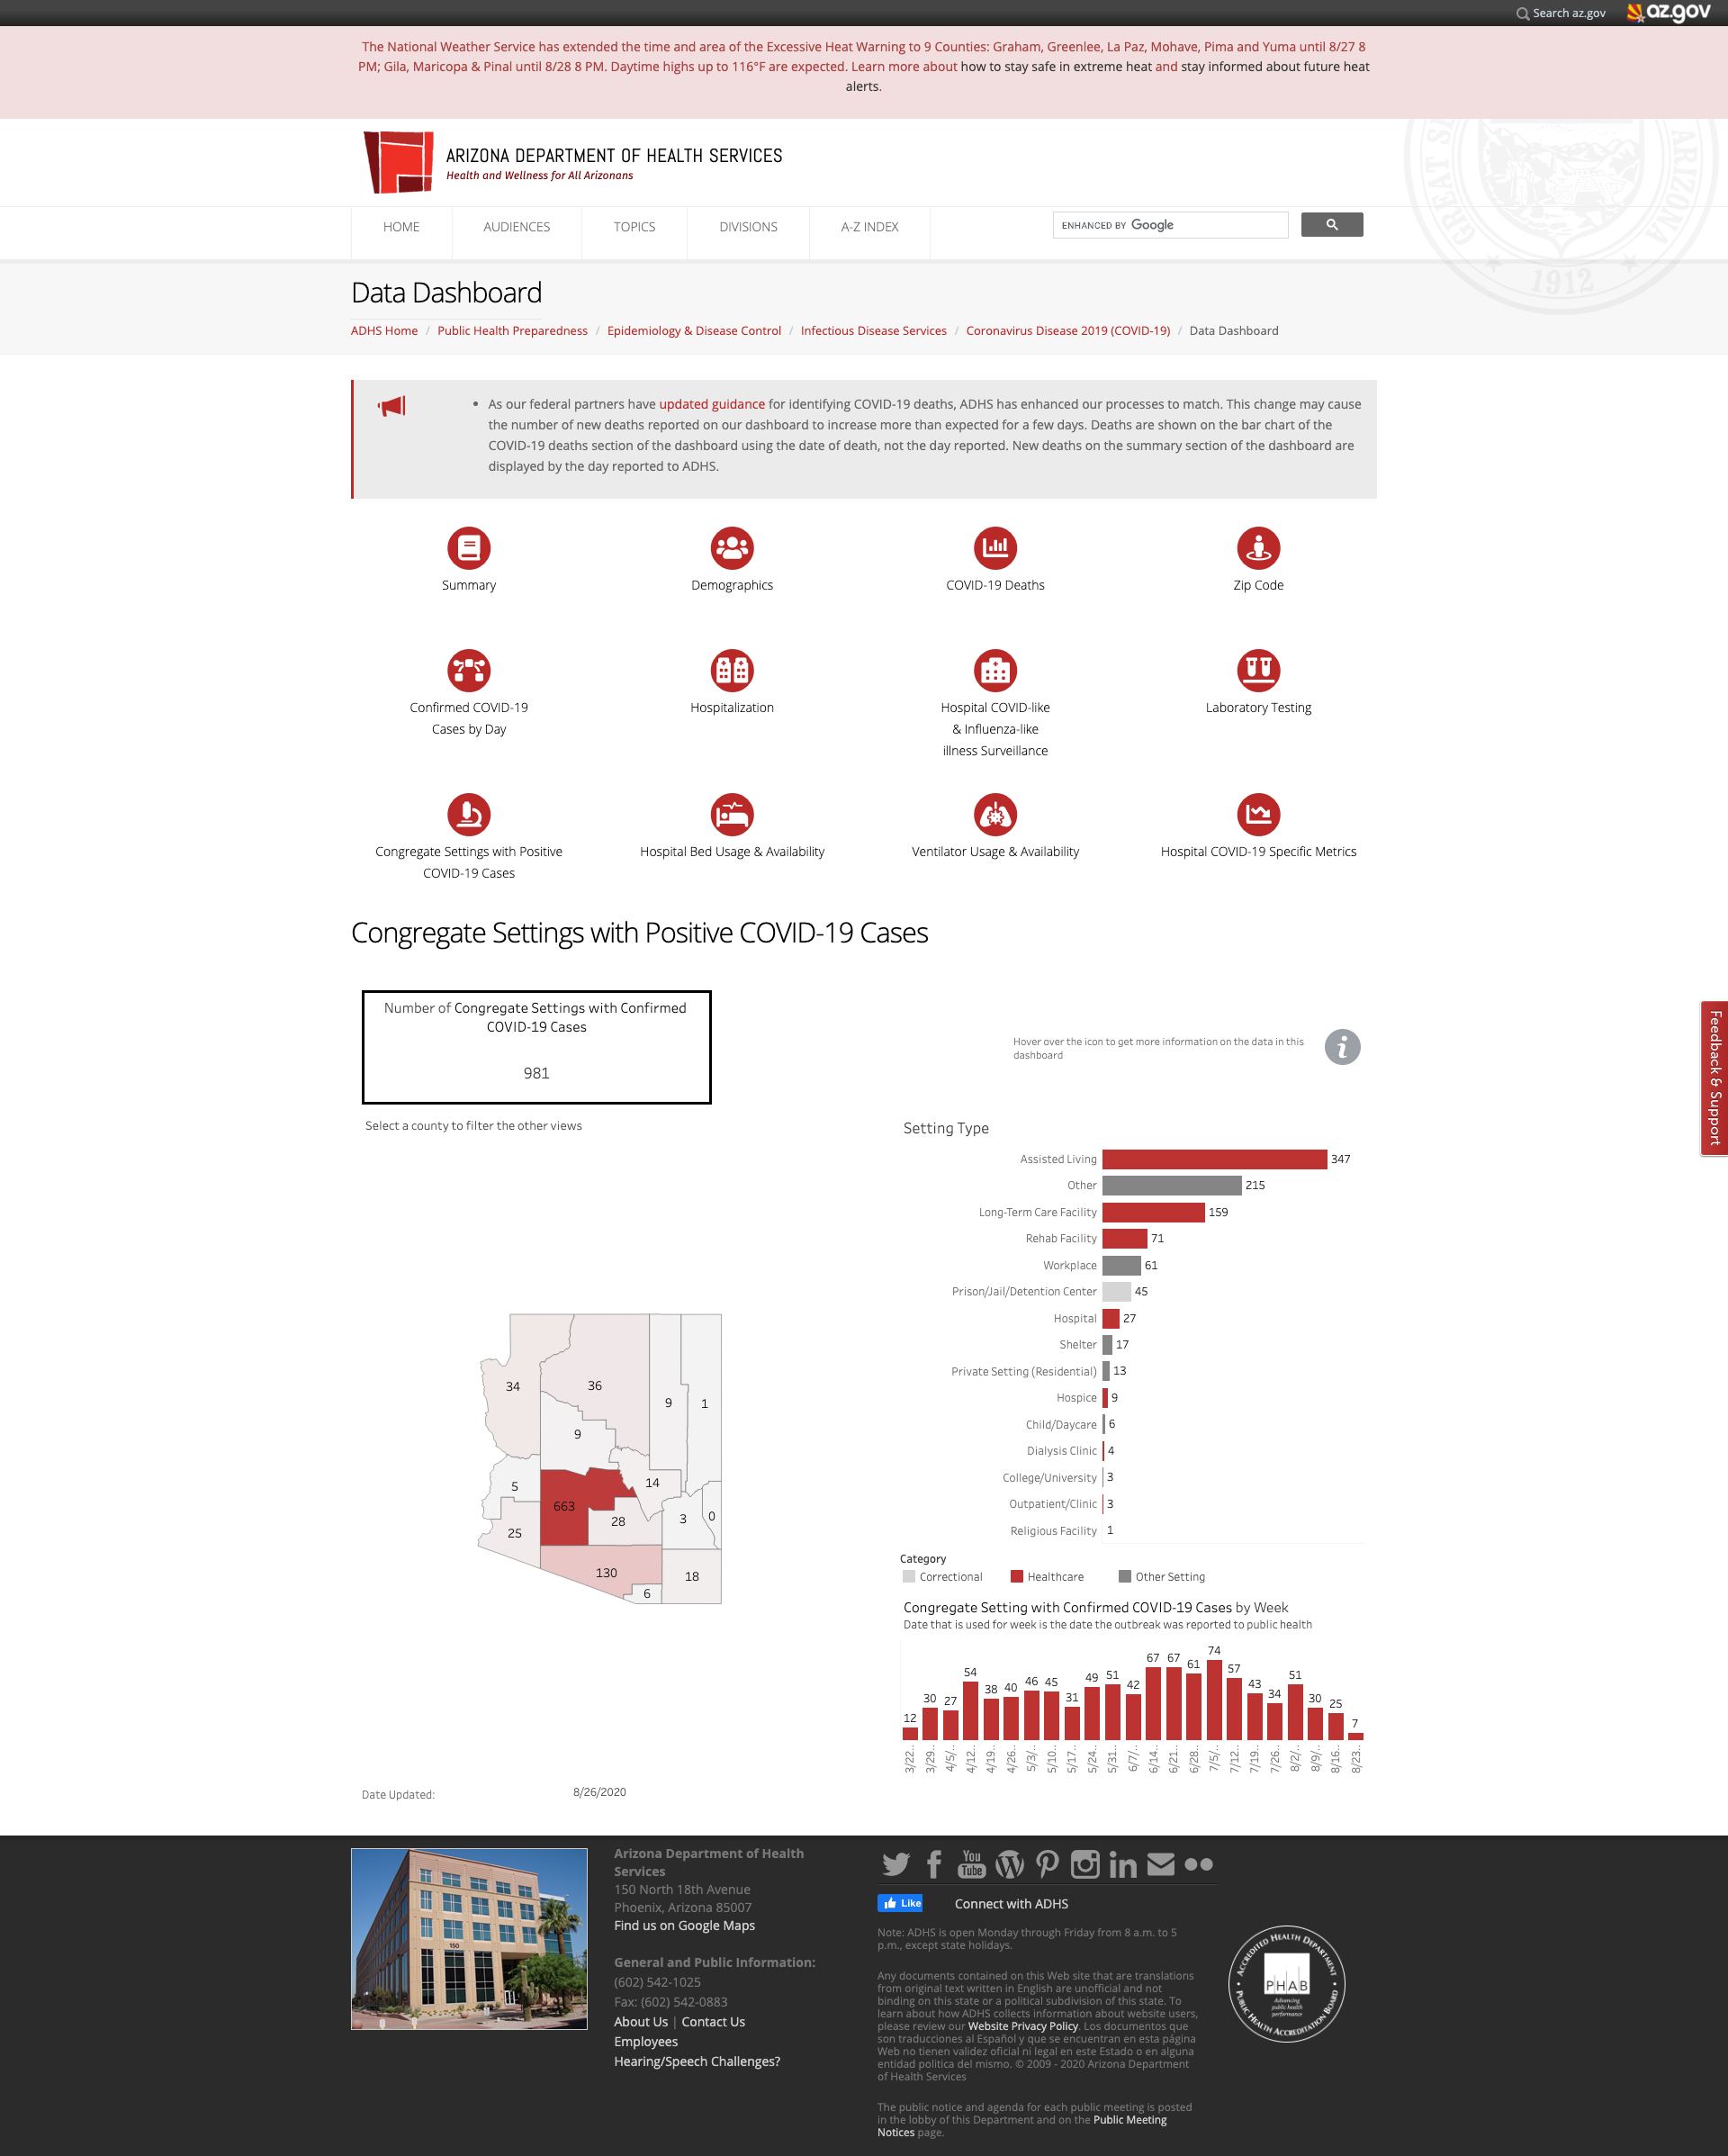 Search az.gov
az.gov
The National Weather Service has extended the time and area of the Excessive Heat Warning to 9 Counties: Graham, Greenlee, La Paz, Mohave, Pima and Yuma until 8/27 8
PM; Gila, Maricopa & Pinal until 8/28 8 PM. Daytime highs up to 116°F are expected. Learn more about how to stay safe in extreme heat and stay informed about future heat
alerts.
ARIZONA DEPARTMENT OF HEALTH SERVICES
Health and Wellness for All Arizonans
GREAT SE
ARIZONA
1912
HOME
AUDIENCES
TOPICS
DIVISIONS
A-Z INDEX
ENHANCED BY Google
Data Dashboard
ADHS Home / Public Health Preparedness / Epidemiology & Disease Control / Infectious Disease Services / Coronavirus Disease 2019 (COVID-19) / Data Dashboard
• As our federal partners have updated guidance for identifying COVID-19 deaths, ADHS has enhanced our processes to match. This change may cause
the number of new deaths reported on our dashboard to increase more than expected for a few days. Deaths are shown on the bar chart of the
COVID-19 deaths section of the dashboard using the date of death, not the day reported. New deaths on the summary section of the dashboard are
displayed by the day reported to ADHS.
Summary
Demographics
COVID-19 Deaths
Zip Code
Confirmed COVID-19
Cases by Day
Hospitalization
Hospital COVID-like
& Influenza-like
illness Surveillance
Laboratory Testing
Congregate Settings with Positive
COVID-19 Cases
Hospital Bed Usage & Availability
Ventilator Usage & Availability
Hospital COVID-19 Specific Metrics
Congregate Settings with Positive COVID-19 Cases
Number of Congregate Settings with Confirmed
COVID-19 Cases
981
Hover over the icon to get more information on the data in this
dashboard
i
Feedback & Support
Select a county to filter the other views
34
36
9
1
9
5
14
663
28
3
0
25
130
18
6
Setting Type
Assisted Living 347
Other 215
Long-Term Care Facility 159
Rehab Facility 71
Workplace 61
Prison/Jail/Detention Center 45
Hospital 27
Shelter 17
Private Setting (Residential) 13
Hospice 9
Child/Daycare 6
Dialysis Clinic 4
College/University 3
Outpatient/Clinic 3
Religious Facility 1
Category
Correctional
Healthcare
Other Setting
Congregate Setting with Confirmed COVID-19 Cases by Week
Date that is used for week is the date the outbreak was reported to public health
12 30 27 54 38 40 46 45 31 49 51 42 67 67 61 74 57 43 34 51 30 25 7
3/22.. 3/29.. 4/5/.. 4/12.. 4/19.. 4/26.. 5/3/.. 5/10.. 5/17.. 5/24.. 5/31.. 6/7/.. 6/14.. 6/21.. 6/28.. 7/5/.. 7/12.. 7/19.. 7/26.. 8/2/.. 8/9/.. 8/16.. 8/23..
Date Updated:
8/26/2020
150
Arizona Department of Health
Services
150 North 18th Avenue
Phoenix, Arizona 85007
Find us on Google Maps
General and Public Information:
(602) 542-1025
Fax: (602) 542-0883
About Us | Contact Us
Employees
Hearing/Speech Challenges?
You
Tube
Like
Connect with ADHS
Note: ADHS is open Monday through Friday from 8 a.m. to 5
p.m., except state holidays.
Any documents contained on this Web site that are translations
from original text written in English are unofficial and not
binding on this state or a political subdivision of this state. To
learn about how ADHS collects information about website users,
please review our Website Privacy Policy. Los documentos que
son traducciones al Español y que se encuentran en esta página
Web no tienen validez oficial ni legal en este Estado o en alguna
entidad politica del mismo. © 2009 - 2020 Arizona Department
of Health Services
The public notice and agenda for each public meeting is posted
in the lobby of this Department and on the Public Meeting
Notices page.
ACCREDITED HEALTH DEPARTMENT
PHAB
Advancing
public health
performance
PUBLIC HEALTH ACCREDITATION BOARD